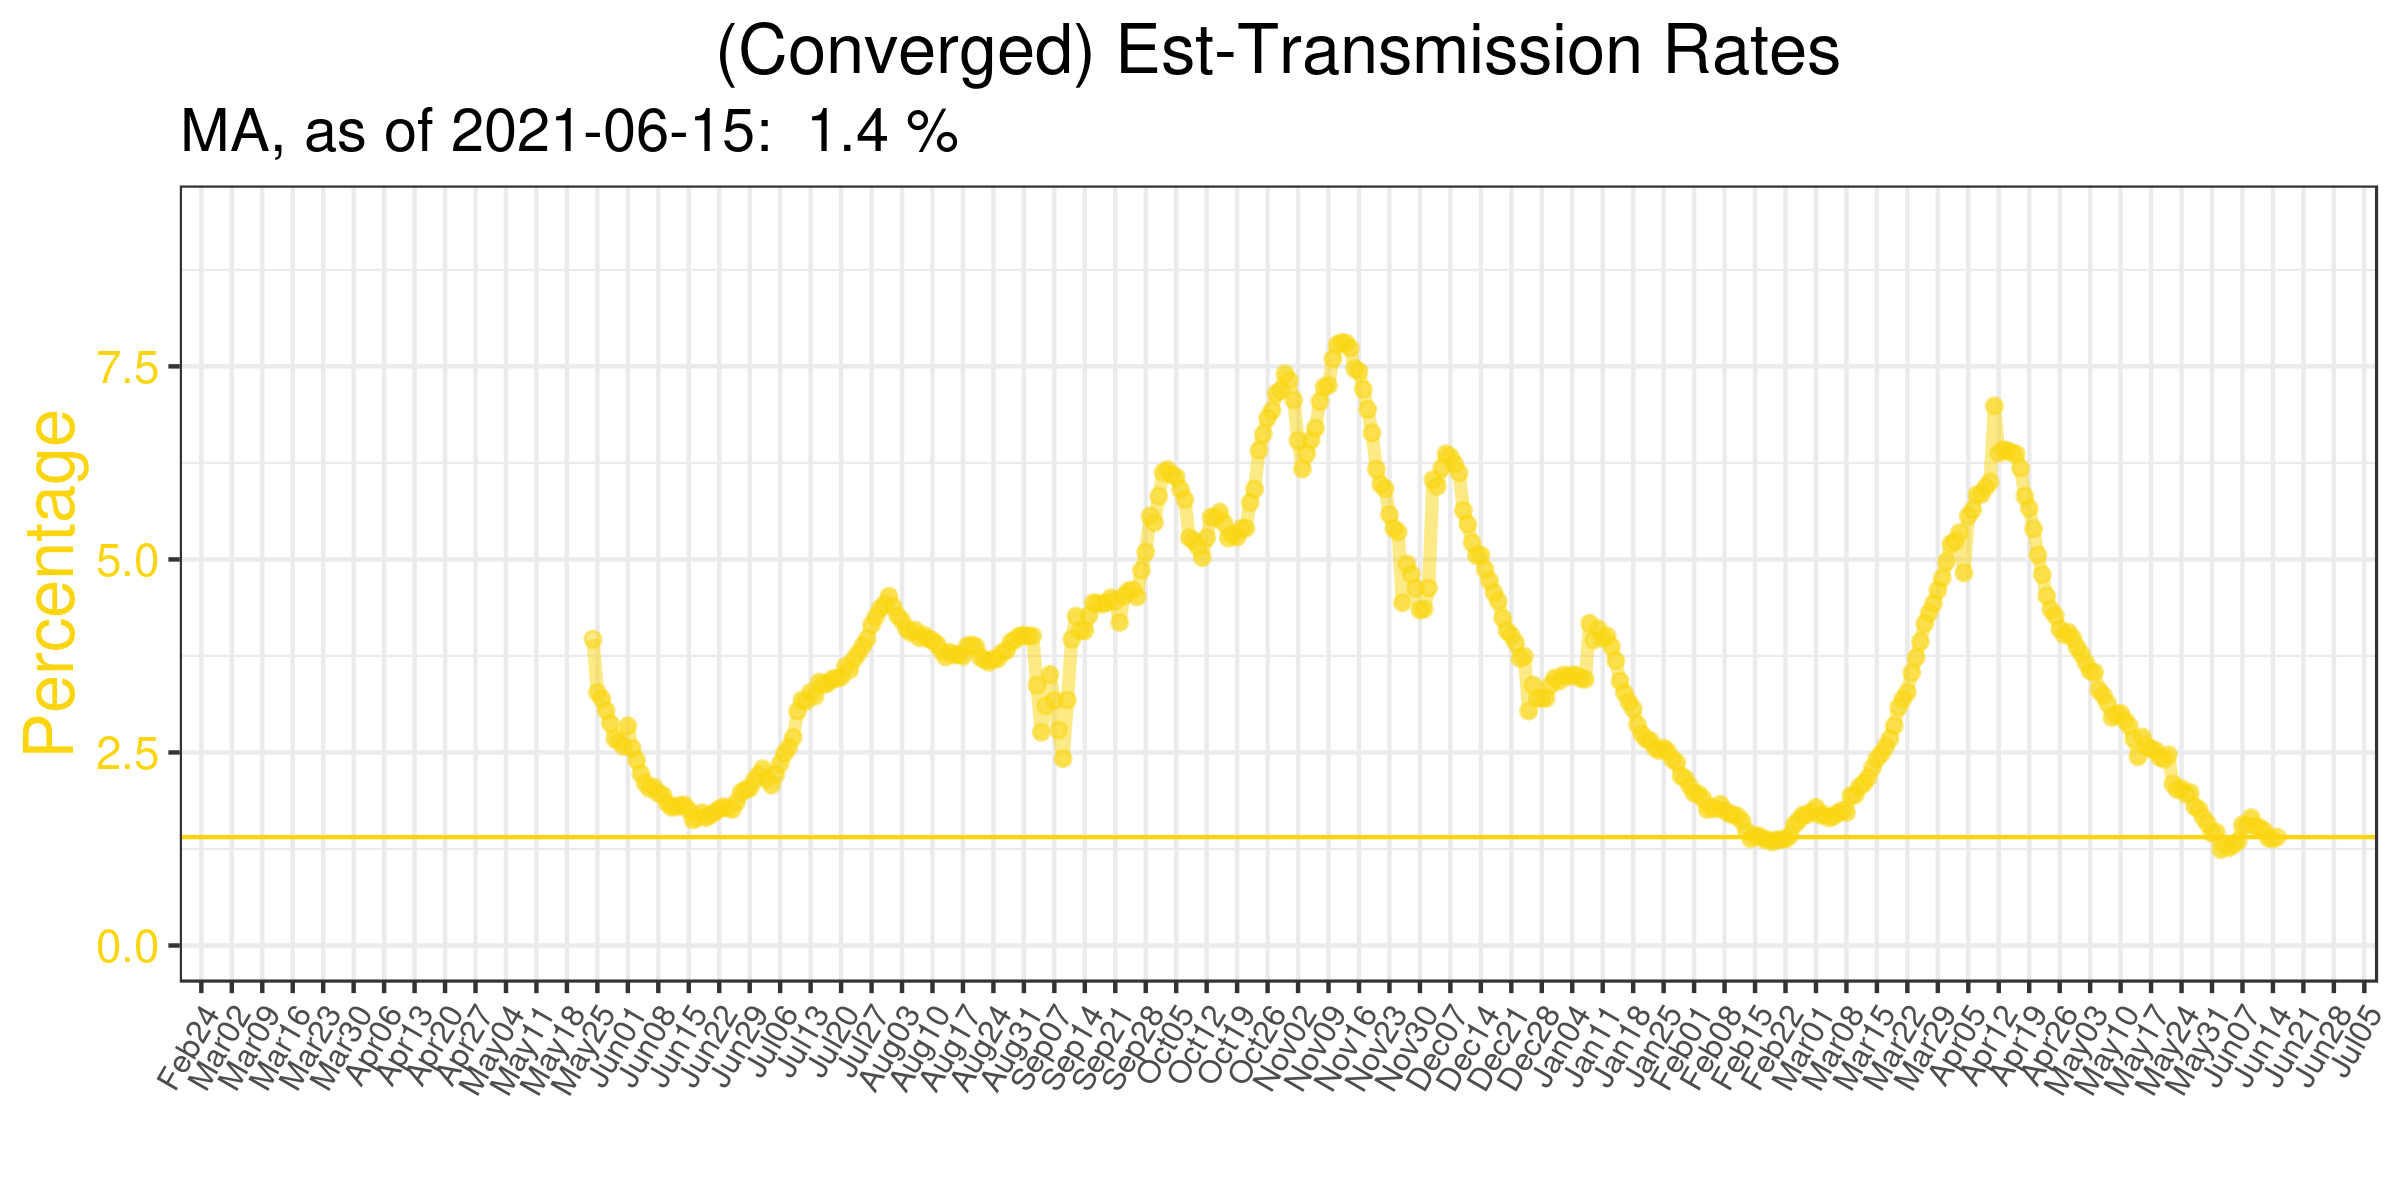 (Converged) Est-Transmission Rates
MA, as of 2021-06-15:  1.4 %
Percentage
7.5
5.0
2.5
0.0
Feb24
Mar02
Mar09
Mar16
Mar23
Mar30
Apr06
Apr13
Apr20
Apr27
May04
May11
May18
May25
Jun01
Jun08
Jun15
Jun22
Jun29
Jul06
Jul13
Jul20
Jul27
Aug03
Aug10
Aug17
Aug24
Aug31
Sep07
Sep14
Sep21
Sep28
Oct05
Oct12
Oct19
Oct26
Nov02
Nov09
Nov16
Nov23
Nov30
Dec07
Dec14
Dec21
Dec28
Jan04
Jan11
Jan18
Jan25
Feb01
Feb08
Feb15
Feb22
Mar01
Mar08
Mar15
Mar22
Mar29
Apr05
Apr12
Apr19
Apr26
May03
May10
May17
May24
May31
Jun07
Jun14
Jun21
Jun28
Jul05